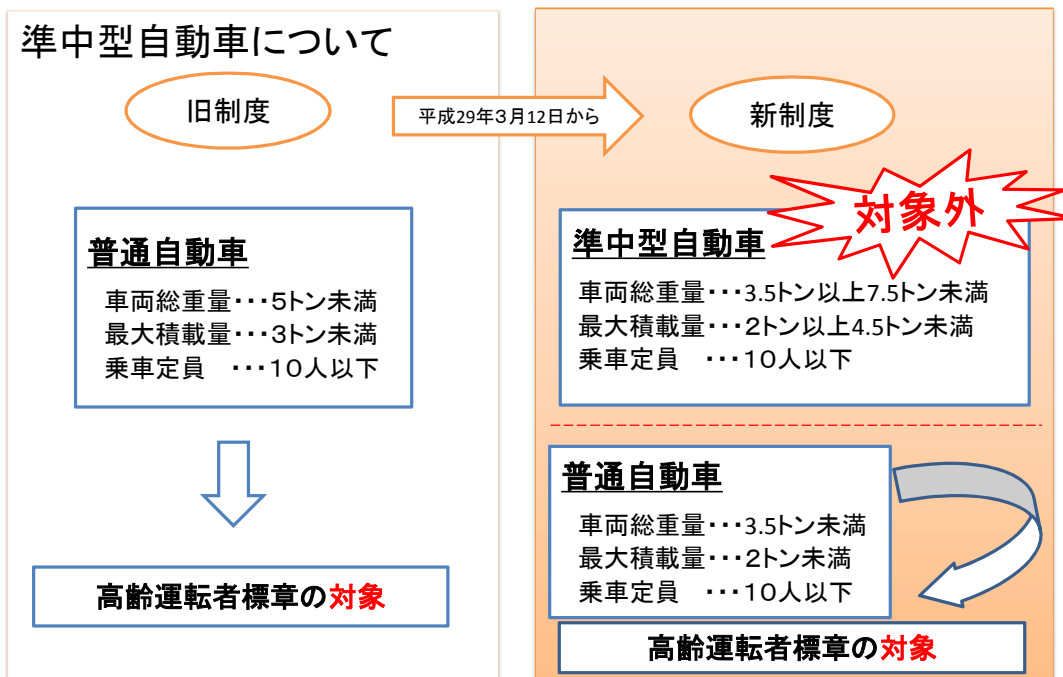 準中型自動車について
旧制度
平成29年3月12日から
新制度
普通自動車
車両総重量・・・5トン未満
最大積載量・・・3トン未満
乗車定員　・・・10人以下
高齢運転者標章の対象
対象外
準中型自動車
車両総重量・・・3.5トン以上7.5トン未満
最大積載量・・・2トン以上4.5トン未満
乗車定員　・・・10人以下
普通自動車
車両総重量・・・3.5トン未満
最大積載量・・・2トン未満
乗車定員　・・・10人以下
高齢運転者標章の対象